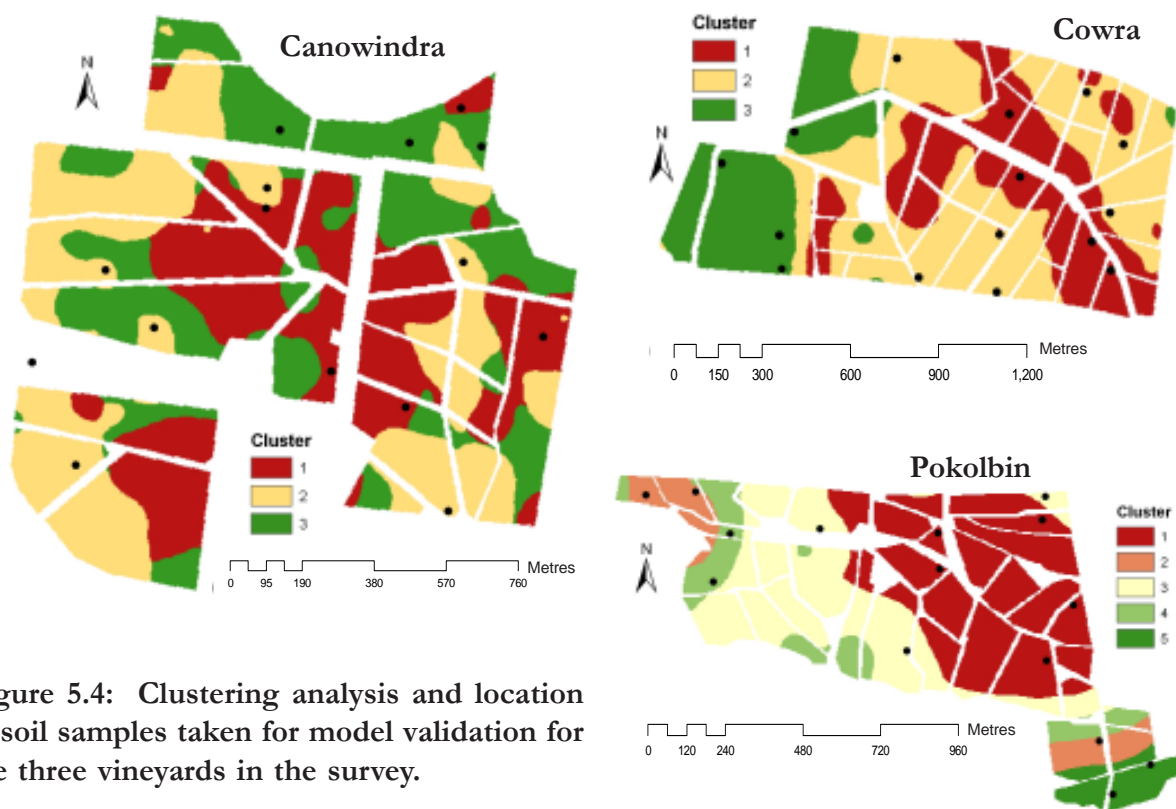 Canowindra
N
Cluster
1
2
3
0 95 190 380 570 760 Metres
Cowra
Cluster
1
2
3
N
Metres
0 150 300 600 900 1,200
Pokolbin
Cluster
1
2
3
4
5
N
Metres
0 120 240 480 720 960
gure 5.4: Clustering analysis and location
soil samples taken for model validation for
e three vineyards in the survey.